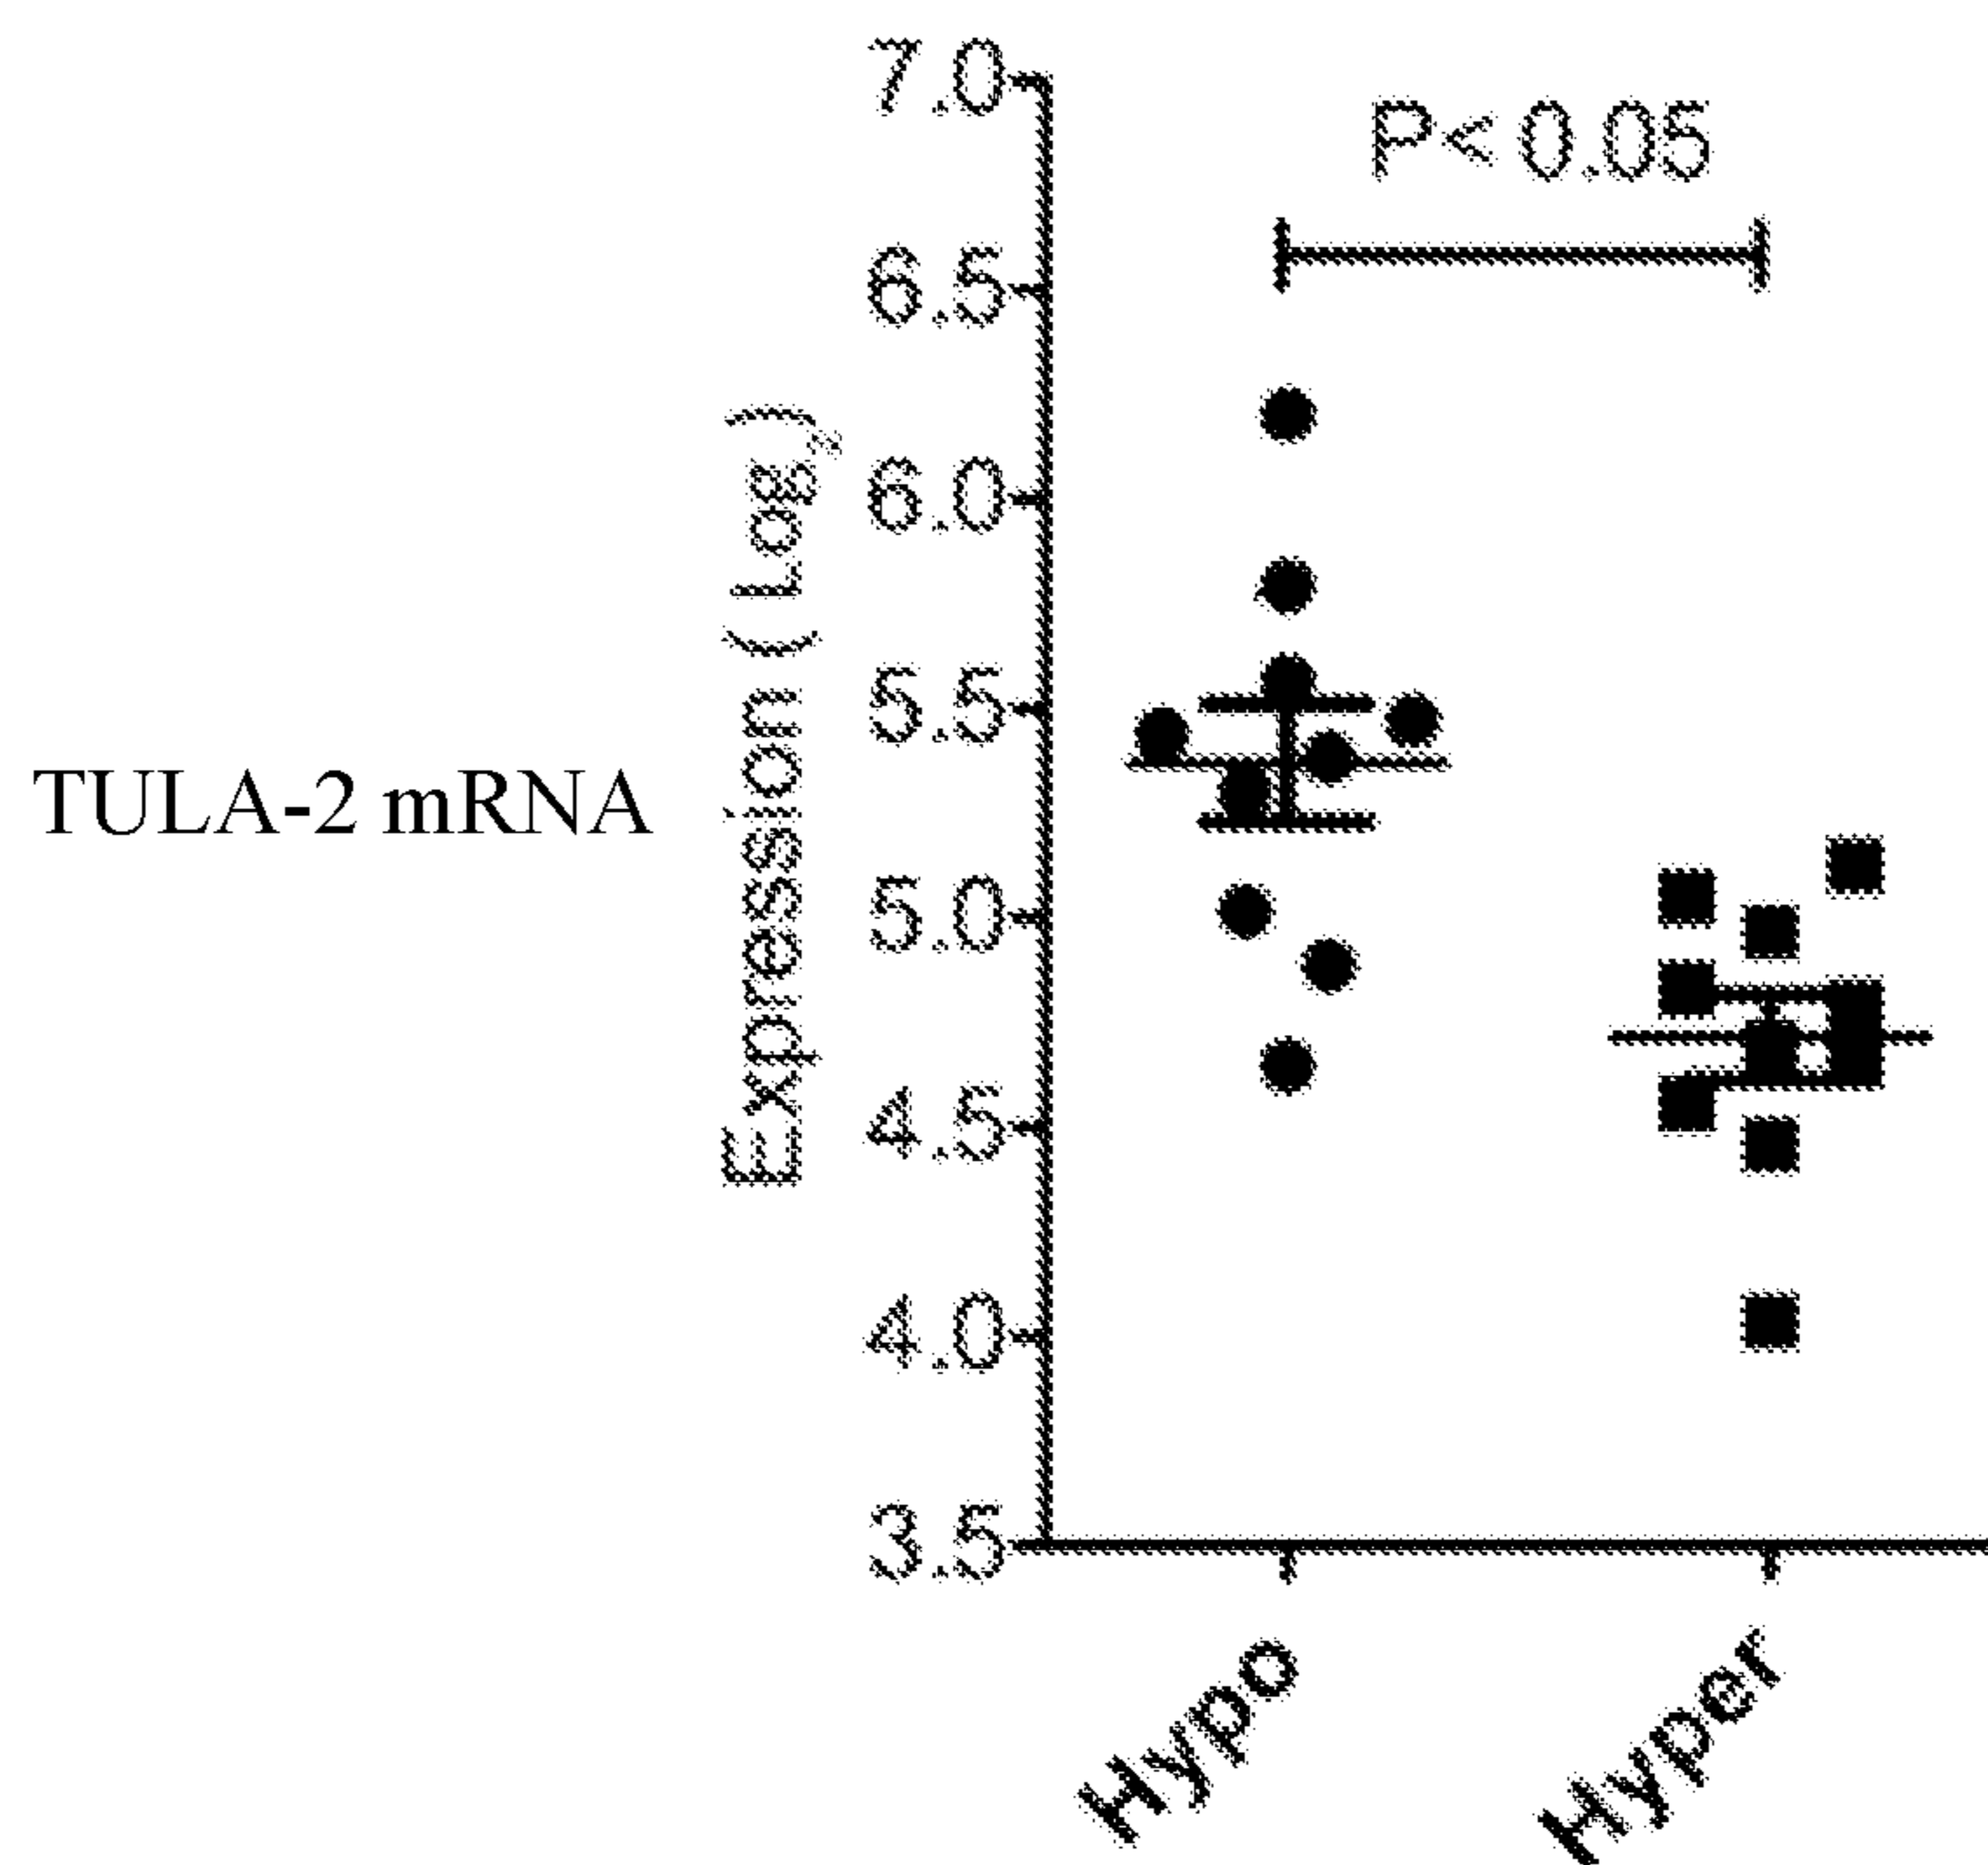 7.0
P< 0.05
6.5
6.0
5.5
TULA-2 mRNA
Expression ( Log₂)
5.0
4.5
4.0
3.5
Hypo
Hyper